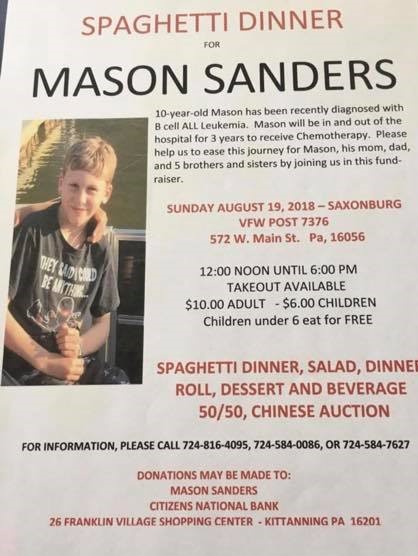 SPAGHETTI DINNER
FOR
MASON SANDERS
10-year-old Mason has been recently diagnosed with
B cell ALL Leukemia. Mason will be in and out of the
hospital for 3 years to receive Chemotherapy. Please
help us to ease this journey for Mason, his mom, dad,
and 5 brothers and sisters by joining us in this fund-
raiser.
SUNDAY AUGUST 19, 2018 – SAXONBURG
VFW POST 7376
572 W. Main St. Pa, 16056
12:00 NOON UNTIL 6:00 PM
TAKEOUT AVAILABLE
$10.00 ADULT - $6.00 CHILDREN
Children under 6 eat for FREE
THEY SAID I COULD
BE ANYTHING...
SPAGHETTI DINNER, SALAD, DINNE
ROLL, DESSERT AND BEVERAGE
50/50, CHINESE AUCTION
FOR INFORMATION, PLEASE CALL 724-816-4095, 724-584-0086, OR 724-584-7627
DONATIONS MAY BE MADE TO:
MASON SANDERS
CITIZENS NATIONAL BANK
26 FRANKLIN VILLAGE SHOPPING CENTER - KITTANNING PA 16201